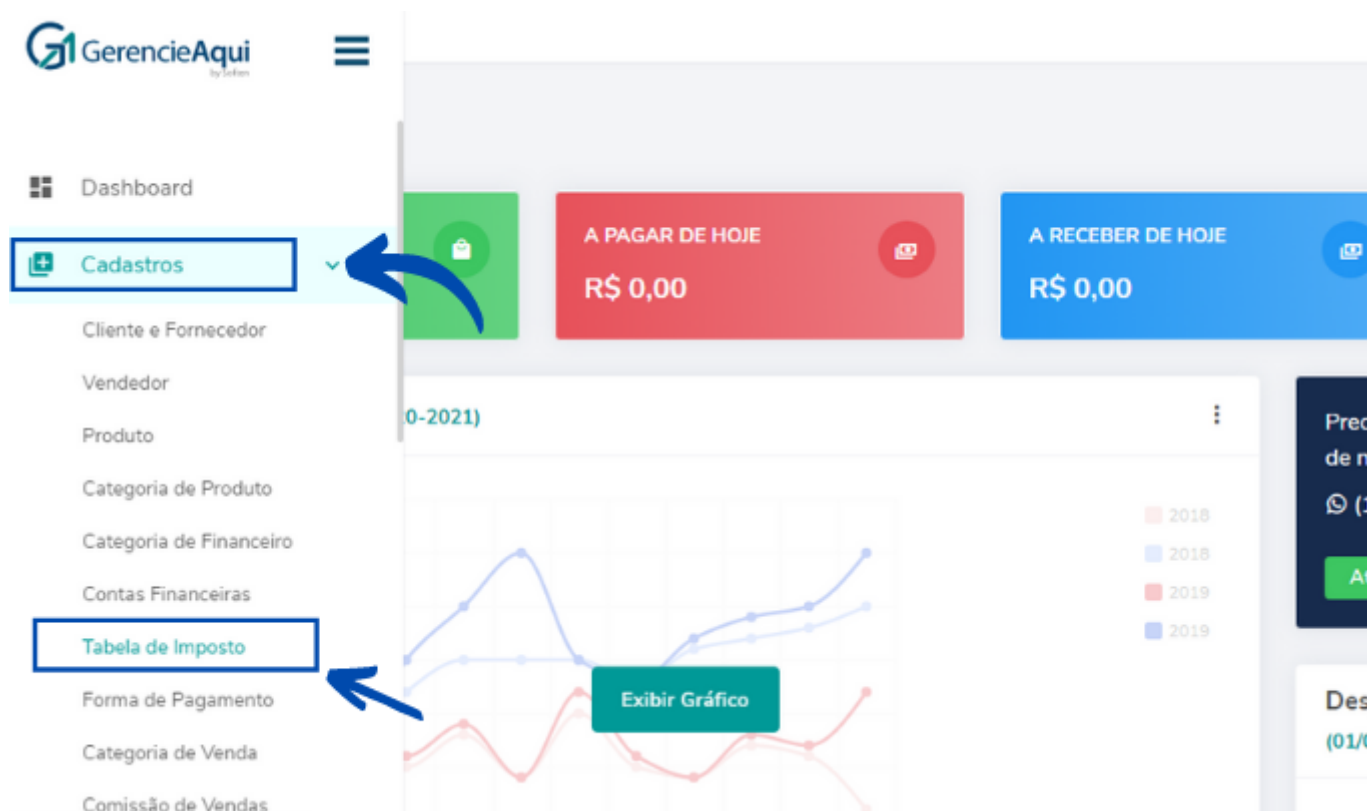 GerencieAqui
Dashboard
Cadastros
Cliente e Fornecedor
Vendedor
Produto
Categoria de Produto
Categoria de Financeiro
Contas Financeiras
Tabela de Imposto
Forma de Pagamento
Categoria de Venda
Comissão de Vendas
A PAGAR DE HOJE
R$ 0,00
A RECEBER DE HOJE
R$ 0,00
0-2021)
2018
2018
2019
2019
Exibir Gráfico
Prec
de n
(1
At
Des
(01/0